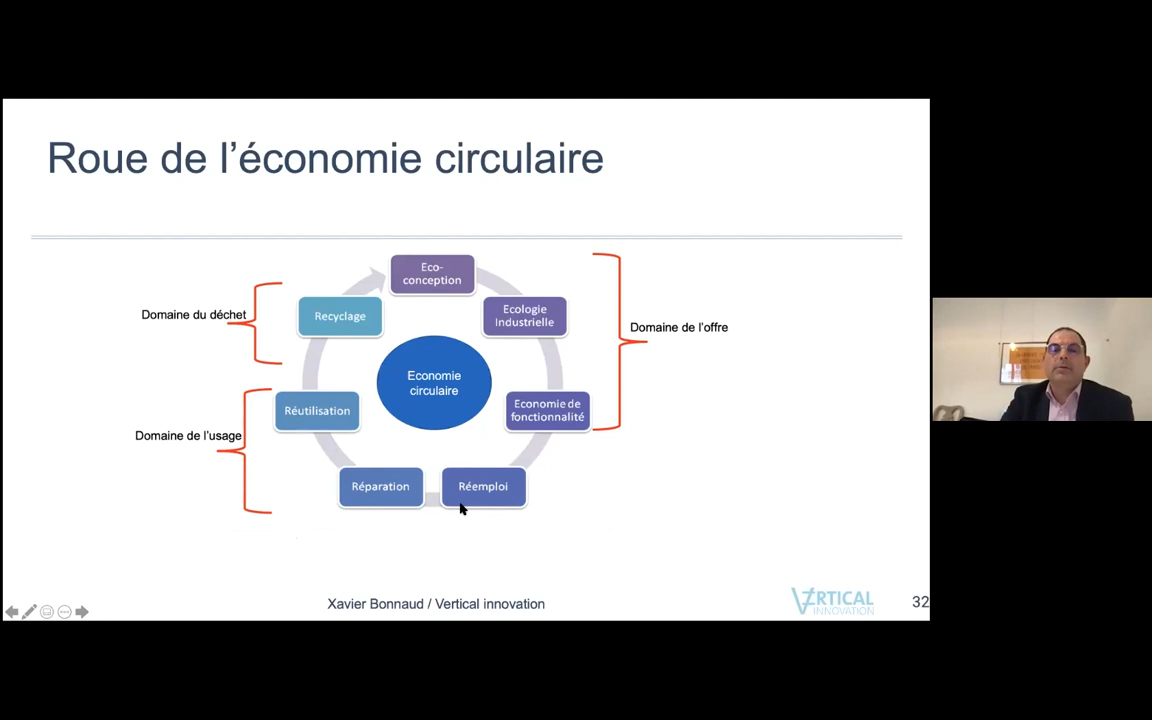 Roue de l’économie circulaire
Eco-
conception
Ecologie
Industrielle
Domaine du déchet
Recyclage
Domaine de l’offre
Economie
circulaire
Réutilisation
Economie de
fonctionnalité
Domaine de l’usage
Réparation
Réemploi
Xavier Bonnaud / Vertical innovation
VERTICAL
INNOVATION
32